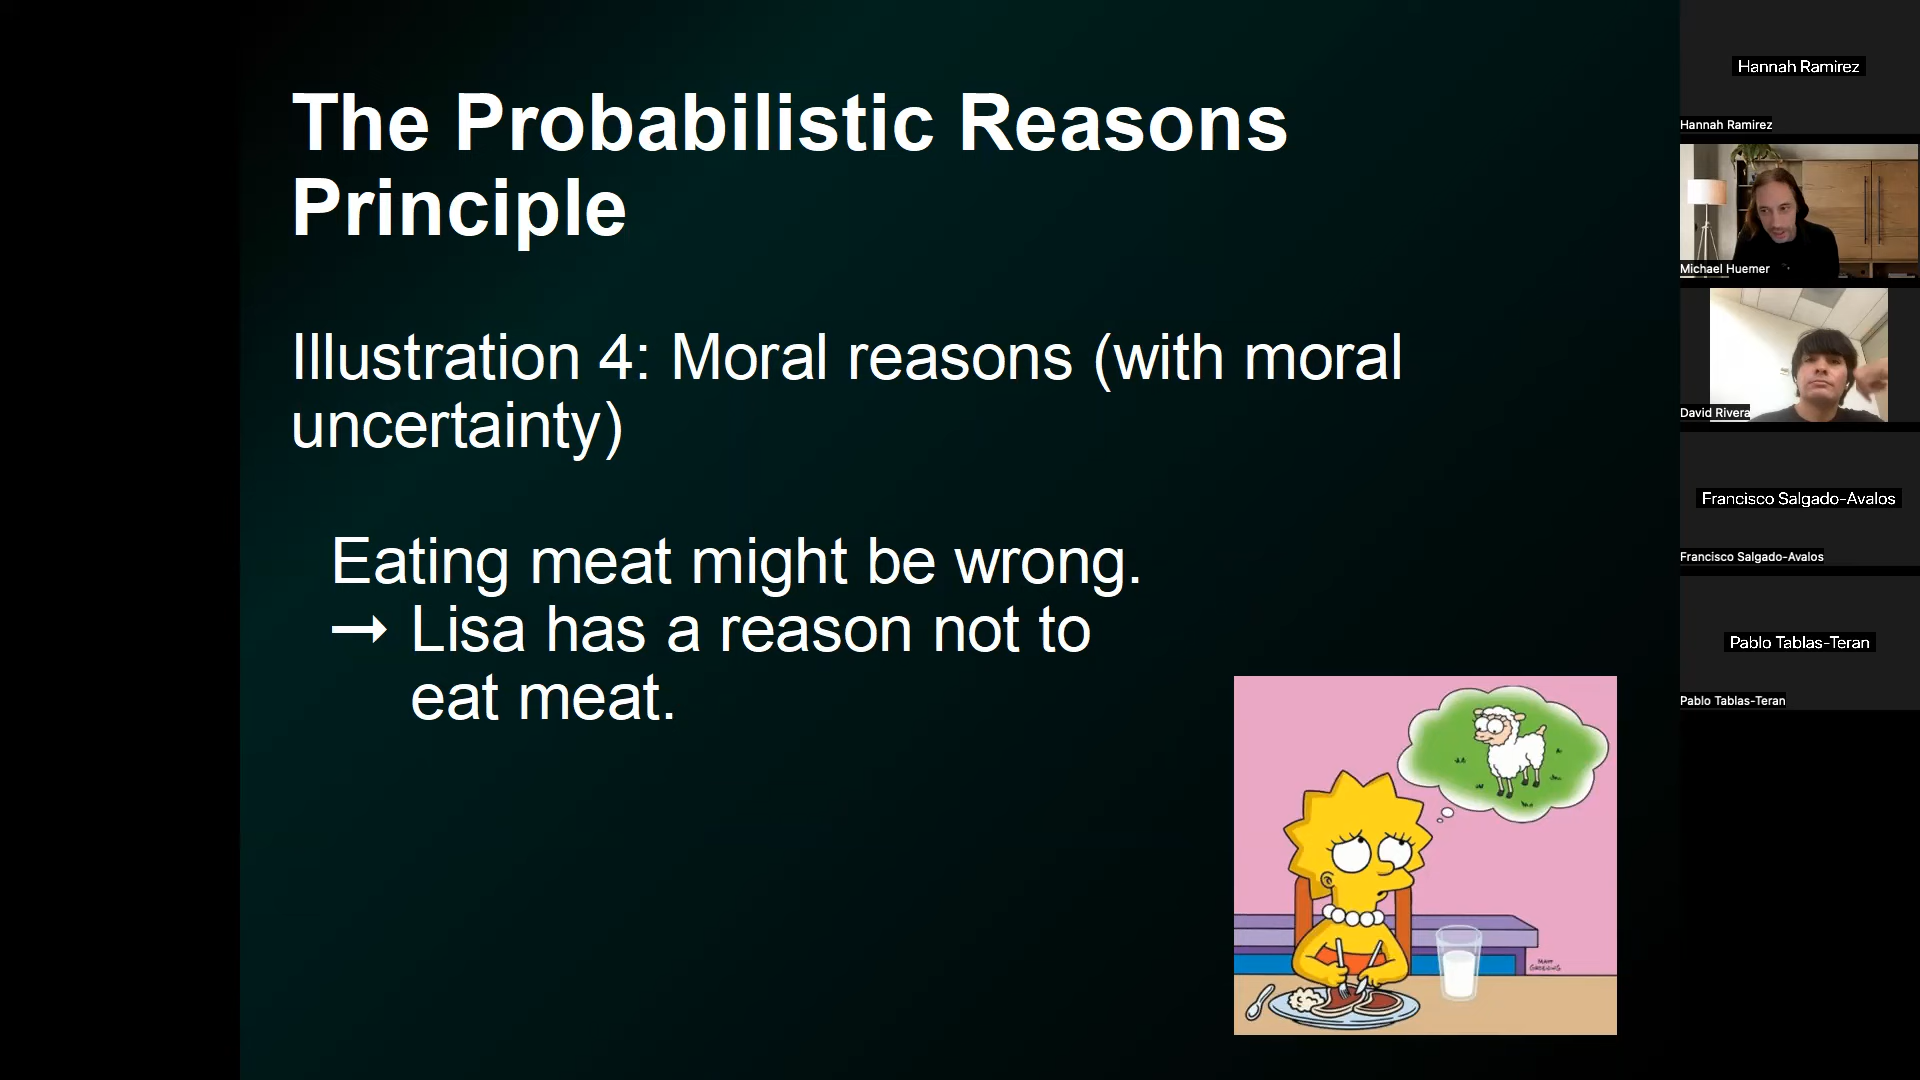 The Probabilistic Reasons
Principle
Illustration 4: Moral reasons (with moral
uncertainty)
Eating meat might be wrong.
→ Lisa has a reason not to
eat meat.
MATT
GROENING
Hannah Ramirez
Hannah Ramirez
Michael Huemer
David Rivera
Francisco Salgado-Avalos
Francisco Salgado-Avalos
Pablo Tablas-Teran
Pablo Tablas-Teran